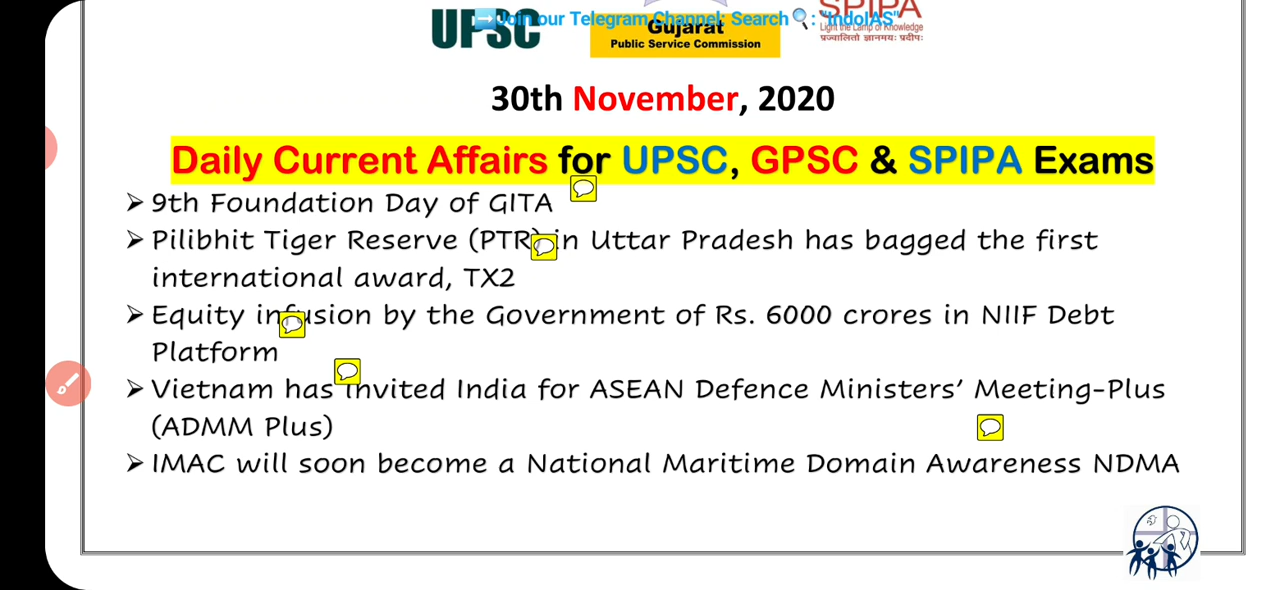 UPSC
➡ Join our Telegram Channel: Search 🔍: "IndoIAS"
Gujarat
Public Service Commission
SPIPA
Light the Lamp of Knowledge
प्रज्वालितो ज्ञानमयः प्रदीपः
30th November, 2020
Daily Current Affairs for UPSC, GPSC & SPIPA Exams
➢ 9th Foundation Day of GITA
➢ Pilibhit Tiger Reserve (PTR) in Uttar Pradesh has bagged the first
international award, TX2
➢ Equity infusion by the Government of Rs. 6000 crores in NIIF Debt
Platform
➢ Vietnam has invited India for ASEAN Defence Ministers’ Meeting-Plus
(ADMM Plus)
➢ IMAC will soon become a National Maritime Domain Awareness NDMA